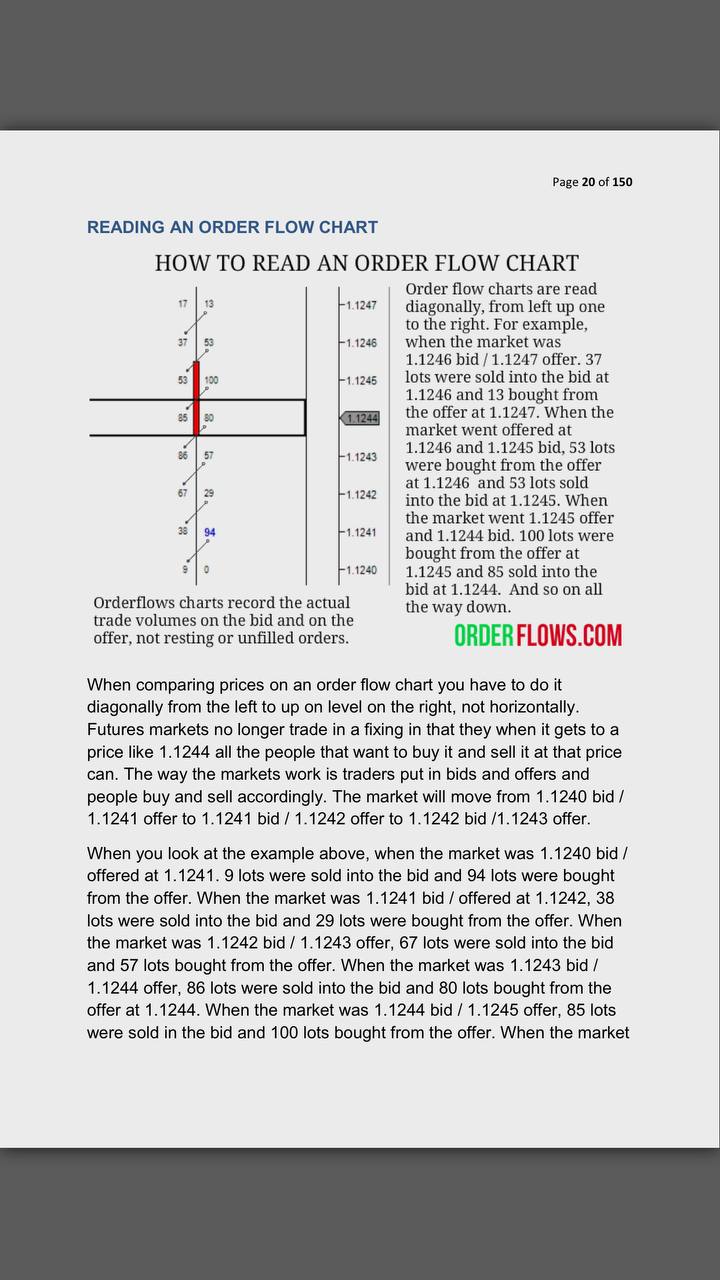 Page 20 of 150
READING AN ORDER FLOW CHART
HOW TO READ AN ORDER FLOW CHART
17 13 1.1247
37 53 1.1246
53 100 1.1245
85 80 1.1244
86 57 1.1243
67 29 1.1242
38 94 1.1241
9 0 1.1240
Orderflows charts record the actual
trade volumes on the bid and on the
offer, not resting or unfilled orders.
Order flow charts are read
diagonally, from left up one
to the right. For example,
when the market was
1.1246 bid / 1.1247 offer. 37
lots were sold into the bid at
1.1246 and 13 bought from
the offer at 1.1247. When the
market went offered at
1.1246 and 1.1245 bid, 53 lots
were bought from the offer
at 1.1246 and 53 lots sold
into the bid at 1.1245. When
the market went 1.1245 offer
and 1.1244 bid. 100 lots were
bought from the offer at
1.1245 and 85 sold into the
bid at 1.1244. And so on all
the way down.
ORDERFLOWS.COM
When comparing prices on an order flow chart you have to do it
diagonally from the left to up on level on the right, not horizontally.
Futures markets no longer trade in a fixing in that they when it gets to a
price like 1.1244 all the people that want to buy it and sell it at that price
can. The way the markets work is traders put in bids and offers and
people buy and sell accordingly. The market will move from 1.1240 bid /
1.1241 offer to 1.1241 bid / 1.1242 offer to 1.1242 bid /1.1243 offer.
When you look at the example above, when the market was 1.1240 bid /
offered at 1.1241. 9 lots were sold into the bid and 94 lots were bought
from the offer. When the market was 1.1241 bid / offered at 1.1242, 38
lots were sold into the bid and 29 lots were bought from the offer. When
the market was 1.1242 bid / 1.1243 offer, 67 lots were sold into the bid
and 57 lots bought from the offer. When the market was 1.1243 bid /
1.1244 offer, 86 lots were sold into the bid and 80 lots bought from the
offer at 1.1244. When the market was 1.1244 bid / 1.1245 offer, 85 lots
were sold in the bid and 100 lots bought from the offer. When the market